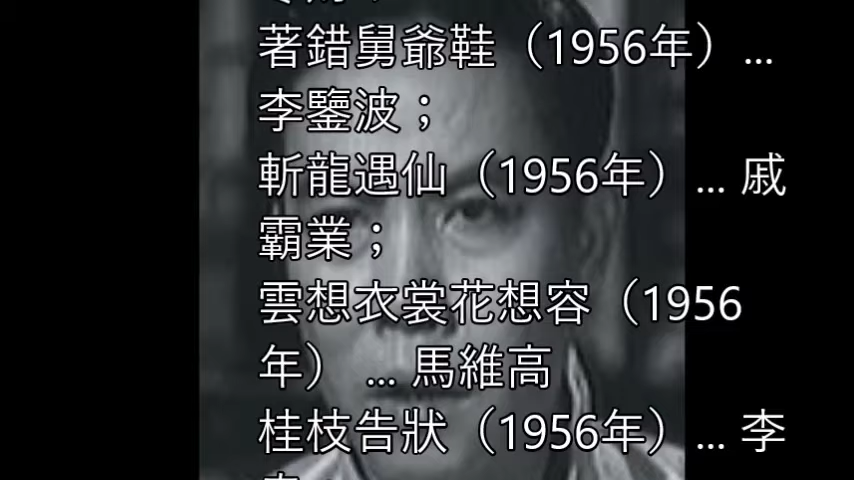 著錯舅爺鞋（1956年）...
李鑒波；
斬龍遇仙（1956年）... 戚
霸業；
雲想衣裳花想容（1956
年） ... 馬維高
桂枝告狀（1956年）... 李